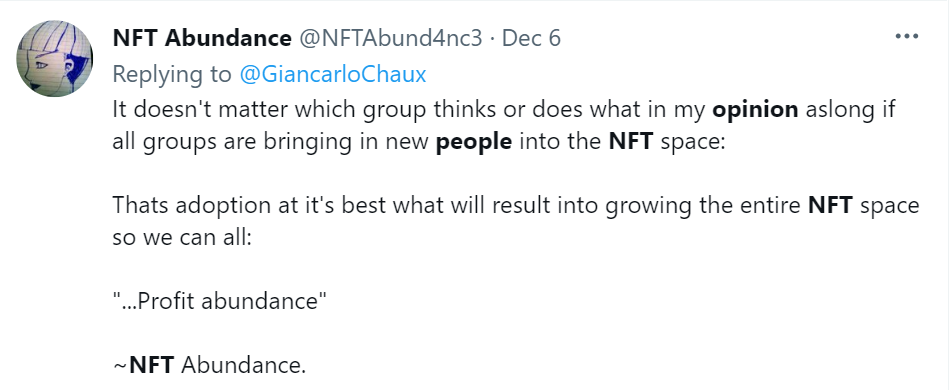 NFT Abundance @NFTAbund4nc3 · Dec 6
Replying to @GiancarloChaux
It doesn't matter which group thinks or does what in my opinion aslong if
all groups are bringing in new people into the NFT space:
Thats adoption at it's best what will result into growing the entire NFT space
so we can all:
"...Profit abundance"
~NFT Abundance.